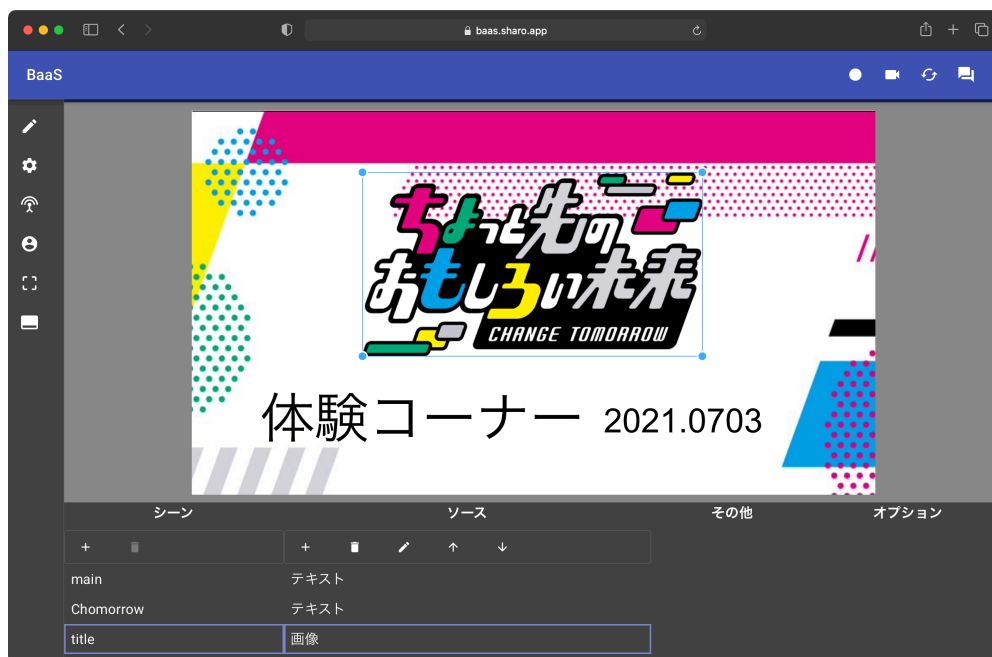 baas.sharo.app
BaaS
ちょっと先の
おもしろい未来
CHANGE TOMORROW
体験コーナー 2021.0703
シーン ソース その他 オプション
main テキスト
Chomorrow テキスト
title 画像